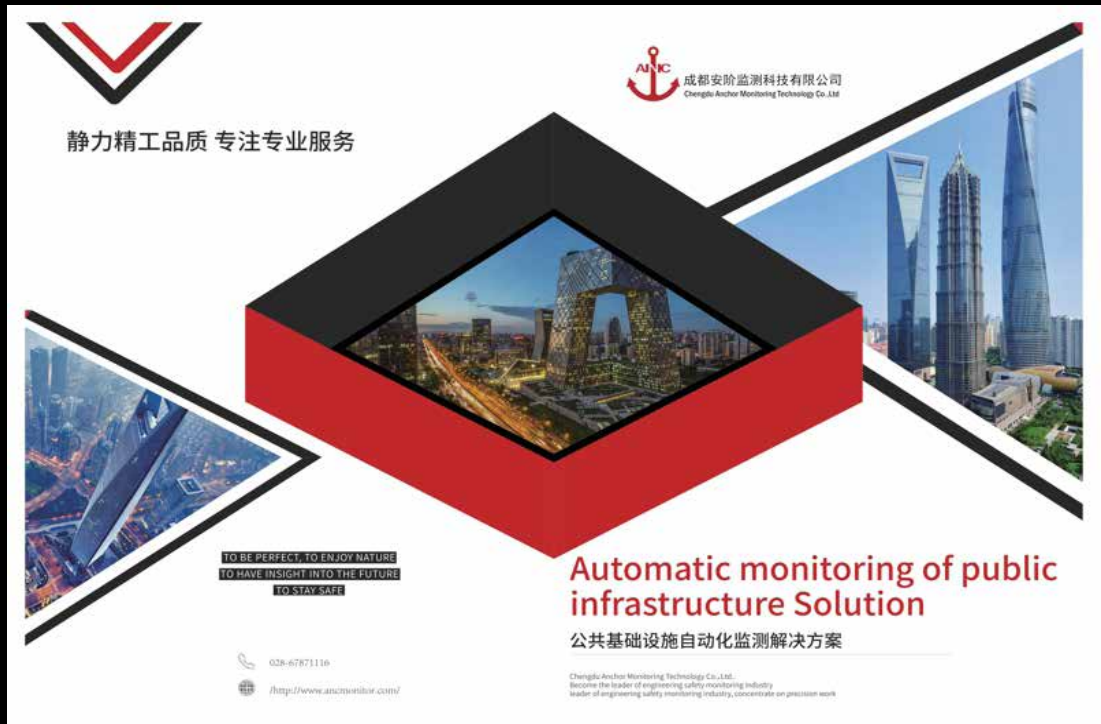 静力精工品质 专注专业服务
ANC
成都安阶监测科技有限公司
Chengdu Anchor Monitoring Technology Co.,Ltd
TO BE PERFECT, TO ENJOY NATURE
TO HAVE INSIGHT INTO THE FUTURE
TO STAY SAFE
028-67871116
/http://www.ancmonitor.com/
Automatic monitoring of public
infrastructure Solution
公共基础设施自动化监测解决方案
Chengdu Anchor Monitoring Technology Co.,Ltd.
Become the leader of engineering safety monitoring industry
leader of engineering safety monitoring industry, concentrate on precision work